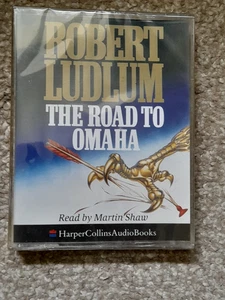 ROBERT
LUDLUM
THE ROAD TO
OMAHA
Read by Martin Shaw
HarperCollinsAudioBooks